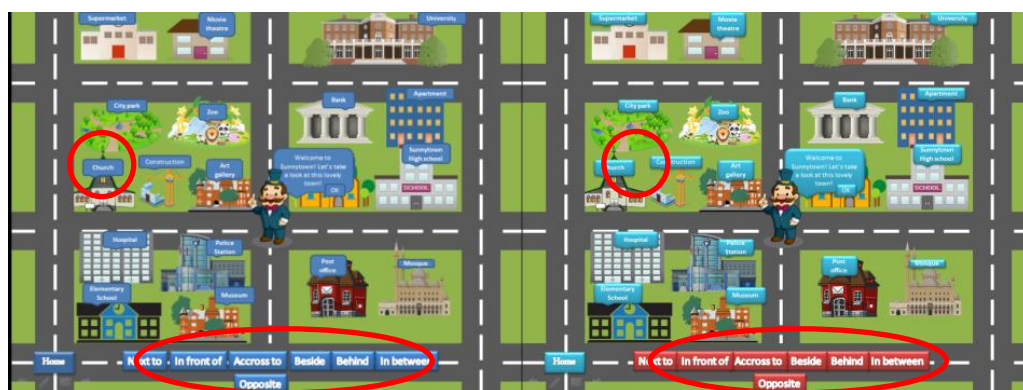 Supermarket
Movie
theatre
University
City park
Zoo
Bank
Apartment
Church
Construction
Art
gallery
Welcome to
Sunnytown! Let's take
a look at this lovely
town!
OK
Sunnytown
High school
SCHOOL
Hospital
Police
Station
Post
office
Mosque
Elementary
School
Museum
Home
Next to
In front of
Accross to
Beside
Behind
In between
Opposite
Supermarket
Movie
theatre
University
City park
Zoo
Bank
Apartment
Church
Construction
Art
gallery
Welcome to
Sunnytown! Let's take
a look at this lovely
town!
OK
Sunnytown
High school
SCHOOL
Hospital
Police
Station
Post
office
Mosque
Elementary
School
Museum
Home
Next to
In front of
Accross to
Beside
Behind
In between
Opposite